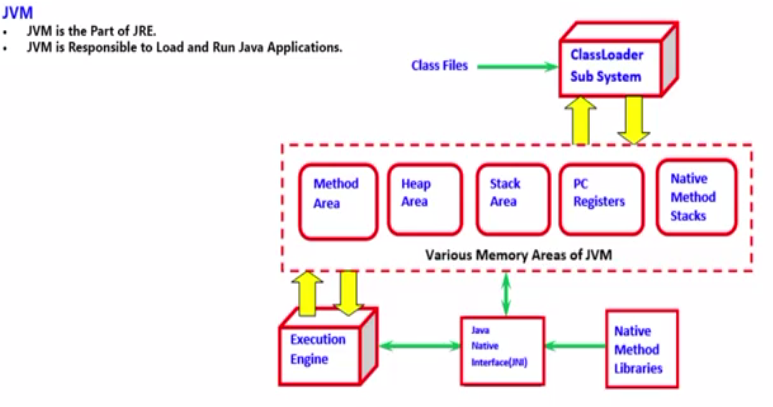 JVM
• JVM is the Part of JRE.
• JVM is Responsible to Load and Run Java Applications.
Class Files
ClassLoader
Sub System
Method
Area
Heap
Area
Stack
Area
PC
Registers
Native
Method
Stacks
Various Memory Areas of JVM
Execution
Engine
Java
Native
Interface(JNI)
Native
Method
Libraries